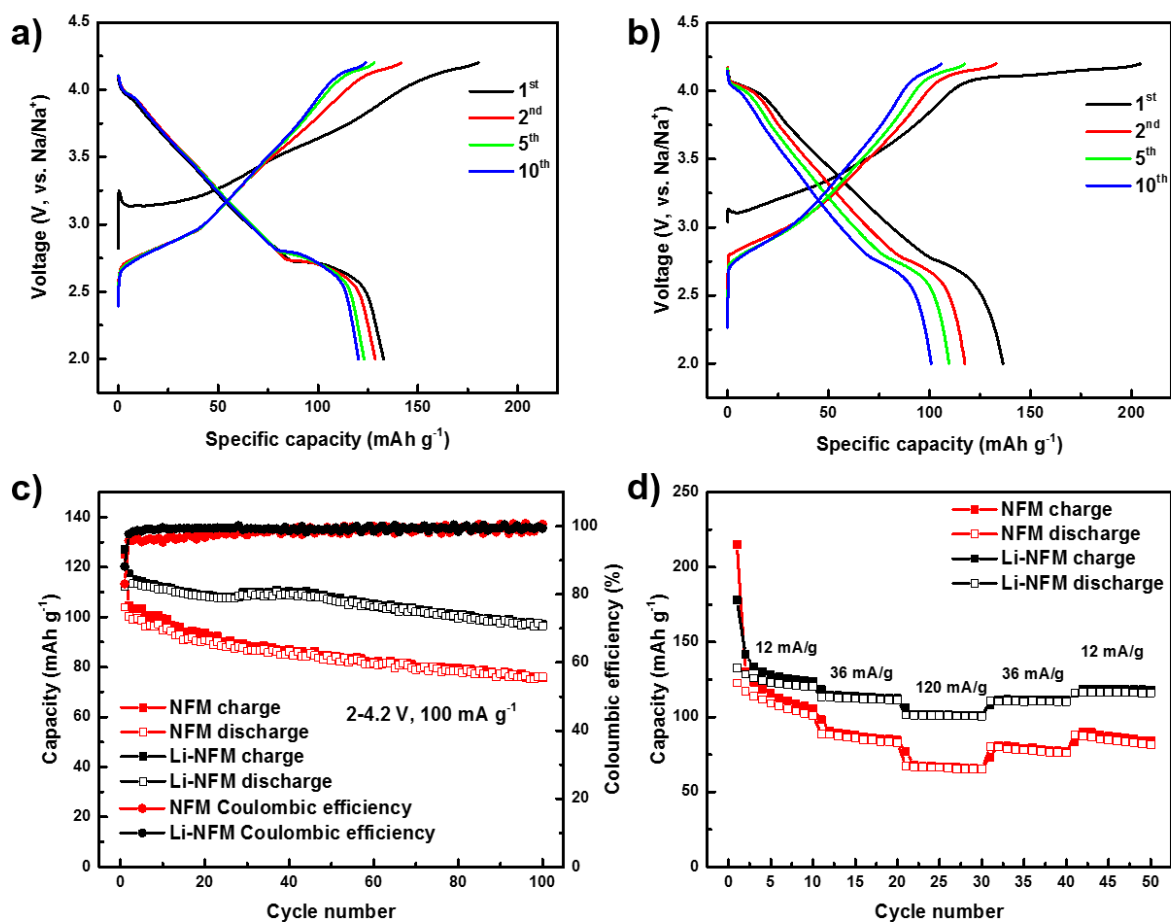 a)
4.5
4.0
3.5
3.0
2.5
2.0
Voltage (V, vs. Na/Na⁺)
1ˢᵗ
2ⁿᵈ
5ᵗʰ
10ᵗʰ
0 50 100 150 200
Specific capacity (mAh g⁻¹)
b)
4.5
4.0
3.5
3.0
2.5
2.0
Voltage (V, vs. Na/Na⁺)
1ˢᵗ
2ⁿᵈ
5ᵗʰ
10ᵗʰ
0 50 100 150 200
Specific capacity (mAh g⁻¹)
c)
140
120
100
80
60
40
20
0
Capacity (mAh g⁻¹)
2-4.2 V, 100 mA g⁻¹
NFM charge
NFM discharge
Li-NFM charge
Li-NFM discharge
NFM Coulombic efficiency
Li-NFM Coulombic efficiency
100
80
60
40
20
0
Coloumbic efficiency (%)
0 20 40 60 80 100
Cycle number
d)
250
200
150
100
50
0
Capacity (mAh g⁻¹)
NFM charge
NFM discharge
Li-NFM charge
Li-NFM discharge
12 mA/g
36 mA/g
120 mA/g
36 mA/g
12 mA/g
0 5 10 15 20 25 30 35 40 45 50
Cycle number